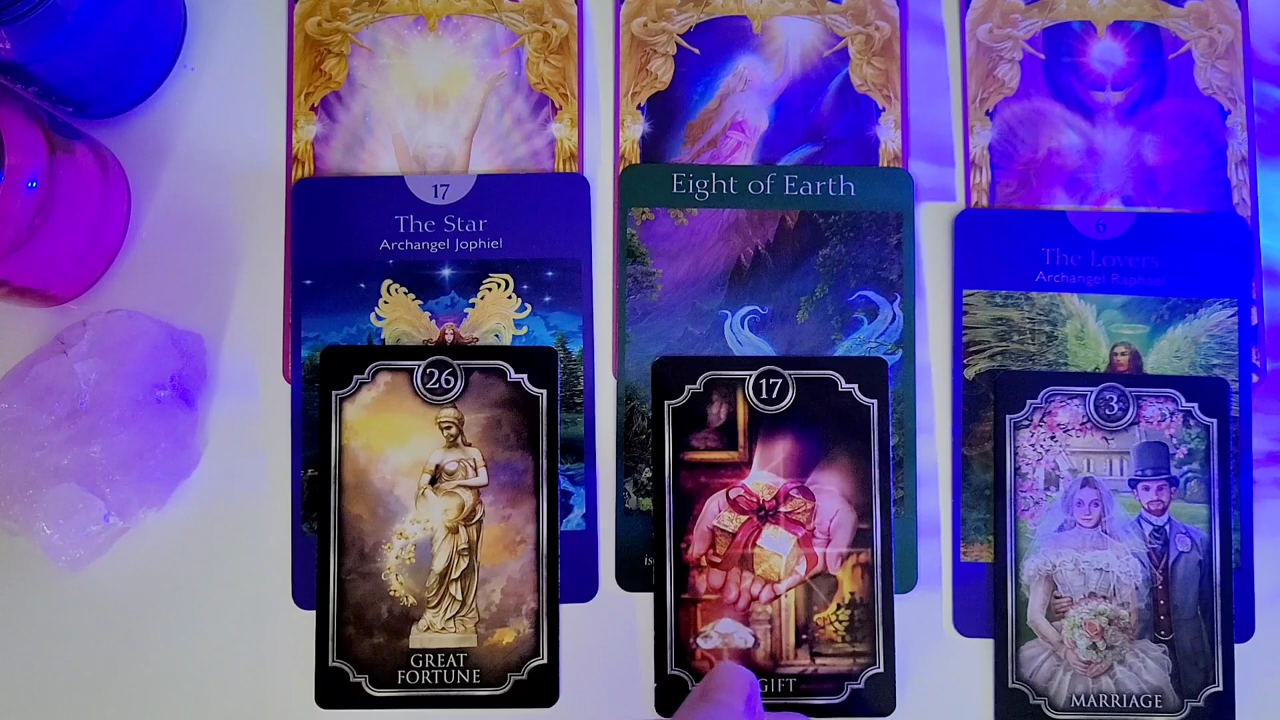 17
The Star
Archangel Jophiel
Eight of Earth
6
The Lovers
Archangel Raphael
26
GREAT
FORTUNE
17
GIFT
3
MARRIAGE